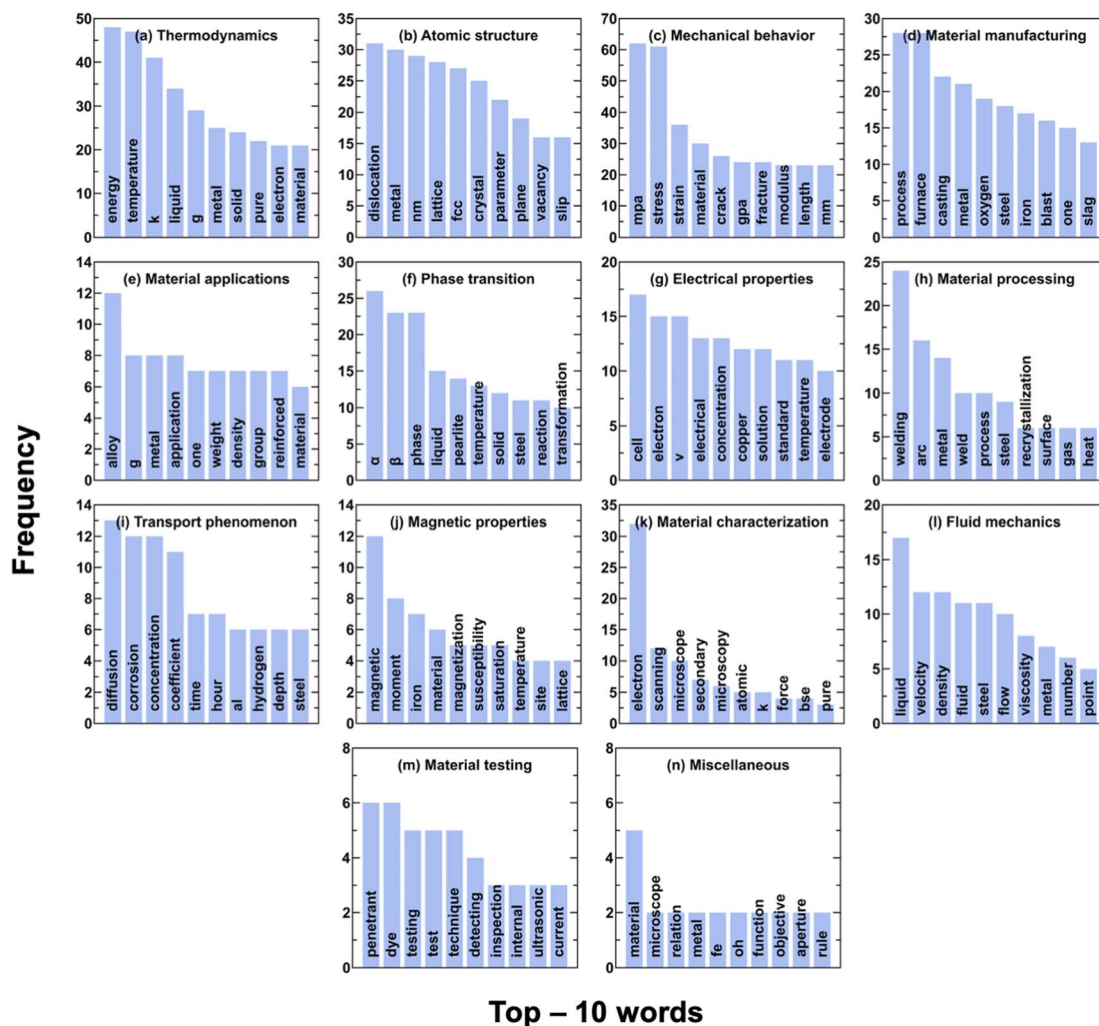 Frequency
(a) Thermodynamics
50
40
30
20
10
0
energy
temperature
k
liquid
g
metal
solid
pure
electron
material
(b) Atomic structure
35
30
25
20
15
10
5
0
dislocation
metal
nm
lattice
fcc
crystal
parameter
plane
vacancy
slip
(c) Mechanical behavior
70
60
50
40
30
20
10
0
mpa
stress
strain
material
crack
gpa
fracture
modulus
length
mm
(d) Material manufacturing
30
25
20
15
10
5
0
process
furnace
casting
metal
oxygen
steel
iron
blast
one
slag
(e) Material applications
14
12
10
8
6
4
2
0
alloy
g
metal
application
one
weight
density
group
reinforced
material
(f) Phase transition
30
25
20
15
10
5
0
α
β
phase
liquid
pearlite
temperature
solid
steel
reaction
transformation
(g) Electrical properties
20
15
10
5
0
cell
electron
v
electrical
concentration
copper
solution
standard
temperature
electrode
(h) Material processing
25
20
15
10
5
0
welding
arc
metal
weld
process
steel
recrystallization
surface
gas
heat
(i) Transport phenomenon
14
12
10
8
6
4
2
0
diffusion
corrosion
concentration
coefficient
time
hour
al
hydrogen
depth
steel
(j) Magnetic properties
14
12
10
8
6
4
2
0
magnetic
moment
iron
material
magnetization
susceptibility
saturation
temperature
site
lattice
(k) Material characterization
35
30
25
20
15
10
5
0
electron
scanning
microscope
secondary
microscopy
atomic
k
force
bse
pure
(l) Fluid mechanics
20
15
10
5
0
liquid
velocity
density
fluid
steel
flow
viscosity
metal
number
point
(m) Material testing
8
6
4
2
0
penetrant
dye
testing
test
technique
detecting
inspection
internal
ultrasonic
current
(n) Miscellaneous
8
6
4
2
0
material
microscope
relation
metal
fe
oh
function
objective
aperture
rule
Top – 10 words